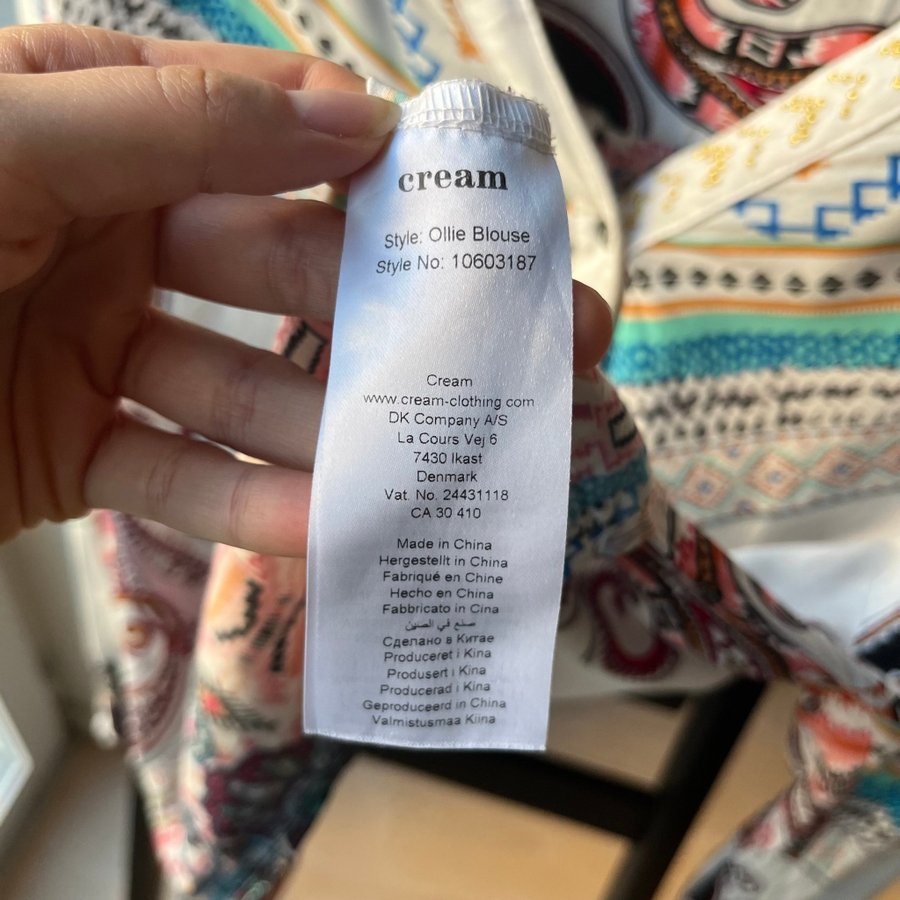 cream
Style: Ollie Blouse
Style No: 10603187
Cream
www.cream-clothing.com
DK Company A/S
La Cours Vej 6
7430 Ikast
Denmark
Vat. No. 24431118
CA 30 410
Made in China
Hergestellt in China
Fabriqué en Chine
Hecho en China
Fabbricato in Cina
صنع في الصين
Сделано в Китае
Produceret i Kina
Produsert i Kina
Producerad i Kina
Geproduceerd in China
Valmistusmaa Kiina